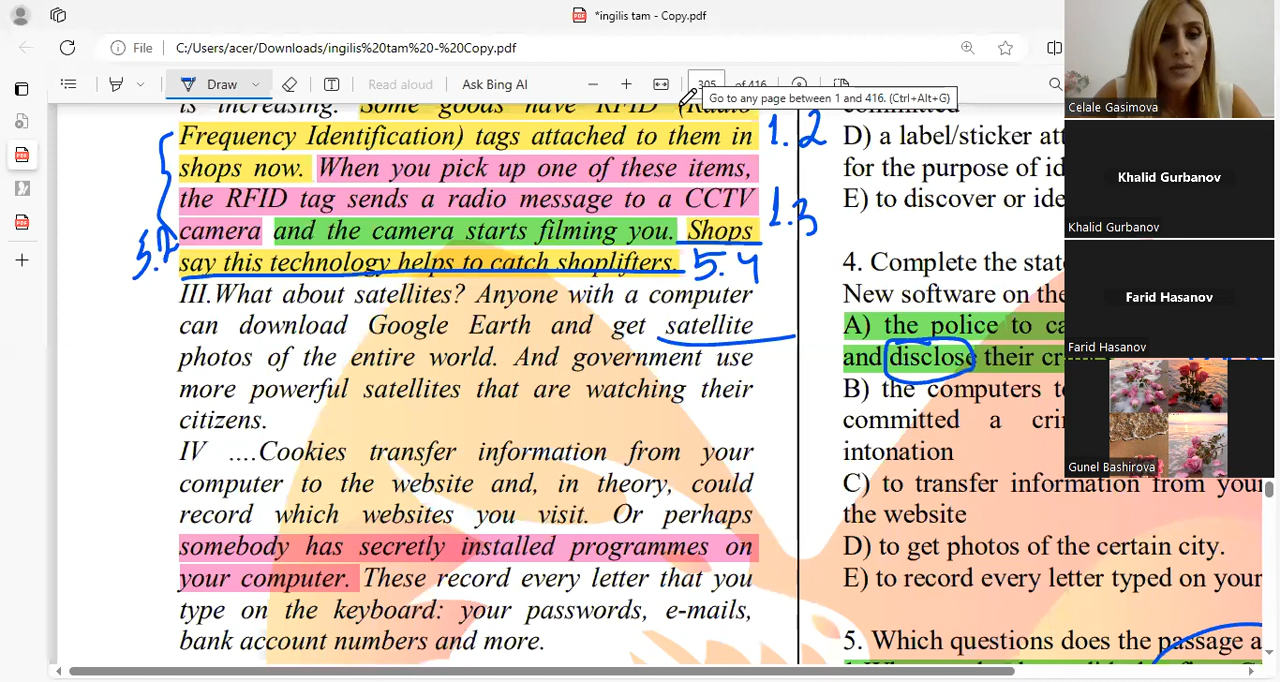 *ingilis tam - Copy.pdf
File C:/Users/acer/Downloads/ingilis%20tam%20-%20Copy.pdf
Draw Read aloud Ask Bing AI 305 of 416
Go to any page between 1 and 416. (Ctrl+Alt+G)
is increasing. Some goods have RFID (Radio
Frequency Identification) tags attached to them in
shops now. When you pick up one of these items,
the RFID tag sends a radio message to a CCTV
camera and the camera starts filming you. Shops
say this technology helps to catch shoplifters.
1.2
1.3
5.4
III.What about satellites? Anyone with a computer
can download Google Earth and get satellite
photos of the entire world. And government use
more powerful satellites that are watching their
citizens.
IV ....Cookies transfer information from your
computer to the website and, in theory, could
record which websites you visit. Or perhaps
somebody has secretly installed programmes on
your computer. These record every letter that you
type on the keyboard: your passwords, e-mails,
bank account numbers and more.
committed
D) a label/sticker
for the purpose of
E) to discover or
4. Complete the
New software on the
A) the police to
and disclose their
B) the computers
committed a
intonation
C) to transfer information from your
the website
D) to get photos of the certain city.
E) to record every letter typed on your
5. Which questions does the passage
Celale Gasimova
Khalid Gurbanov
Khalid Gurbanov
Farid Hasanov
Farid Hasanov
Gunel Bashirova